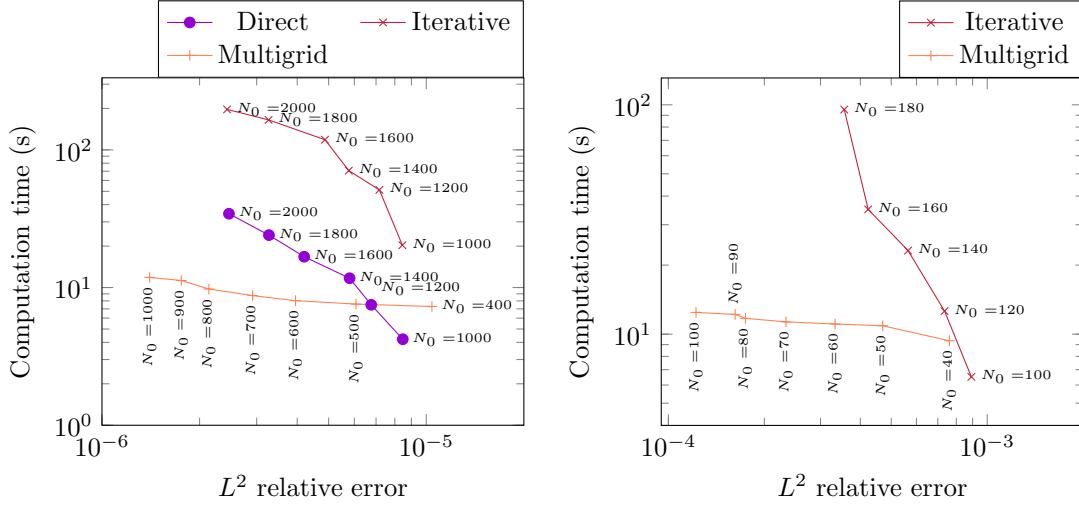 Direct
Iterative
Multigrid
Computation time (s)
10^2
10^1
10^0
10^-6
10^-5
L^2 relative error
N_0 =2000
N_0 =1800
N_0 =1600
N_0 =1400
N_0 =1200
N_0 =1000
N_0 =2000
N_0 =1800
N_0 =1600
N_0 =1400
N_0 =1200
N_0 =1000
N_0 =1000
N_0 =900
N_0 =800
N_0 =700
N_0 =600
N_0 =500
N_0 =400
Iterative
Multigrid
Computation time (s)
10^2
10^1
10^-4
10^-3
L^2 relative error
N_0 =180
N_0 =160
N_0 =140
N_0 =120
N_0 =100
N_0 =100
N_0 =90
N_0 =80
N_0 =70
N_0 =60
N_0 =50
N_0 =40